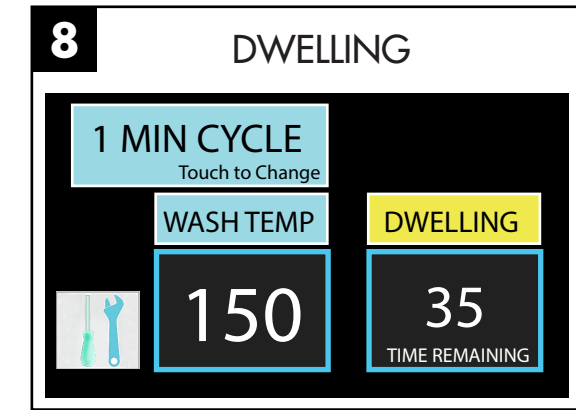 8
DWELLING
1 MIN CYCLE
Touch to Change
WASH TEMP
DWELLING
150
35
TIME REMAINING